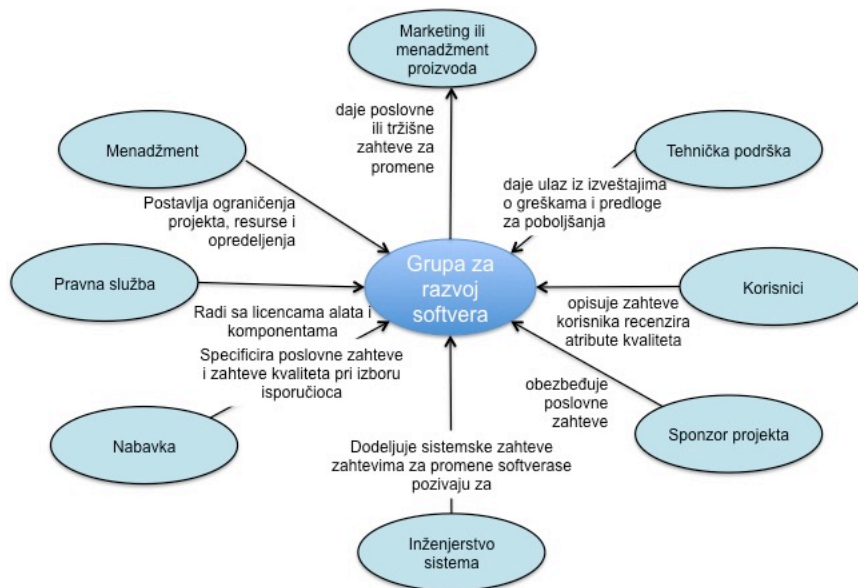 Marketing ili
menadžment
proizvoda
daje poslovne
ili tržišne
zahteve za
promene
Menadžment
Postavlja ograničenja
projekta, resurse i
opredeljenja
Tehnička podrška
daje ulaz iz izveštajima
o greškama i predloge
za poboljšanja
Pravna služba
Radi sa licencama alata i
komponentama
Grupa za
razvoj
softvera
Korisnici
opisuje zahteve
korisnika recenzira
atribute kvaliteta
Specificira poslovne zahteve
i zahteve kvaliteta pri izboru
isporučioca
Nabavka
obezbeđuje
poslovne
zahteve
Sponzor projekta
Dodeljuje sistemske zahteve
zahtevima za promene softverase
pozivaju za
Inženjerstvo
sistema